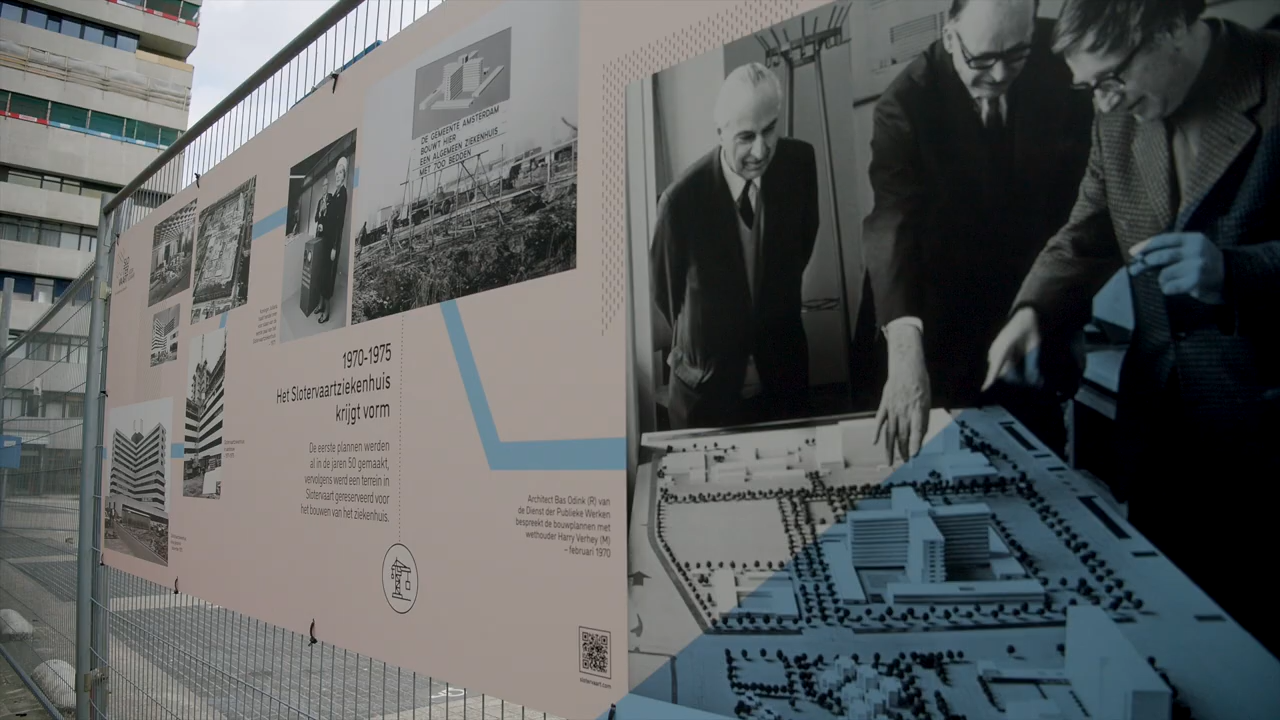 DE GEMEENTE AMSTERDAM
BOUWT HIER
EEN ALGEMEEN ZIEKENHUIS
MET 700 BEDDEN
1970-1975
Het Slotervaartziekenhuis
krijgt vorm
De eerste plannen werden
al in de jaren 50 gemaakt,
vervolgens werd een terrein in
Slotervaart gereserveerd voor
het bouwen van het ziekenhuis.
Architect Bas Odink (R) van
de Dienst der Publieke Werken
bespreekt de bouwplannen met
wethouder Harry Verhey (M)
- februari 1970
slotervaart.com